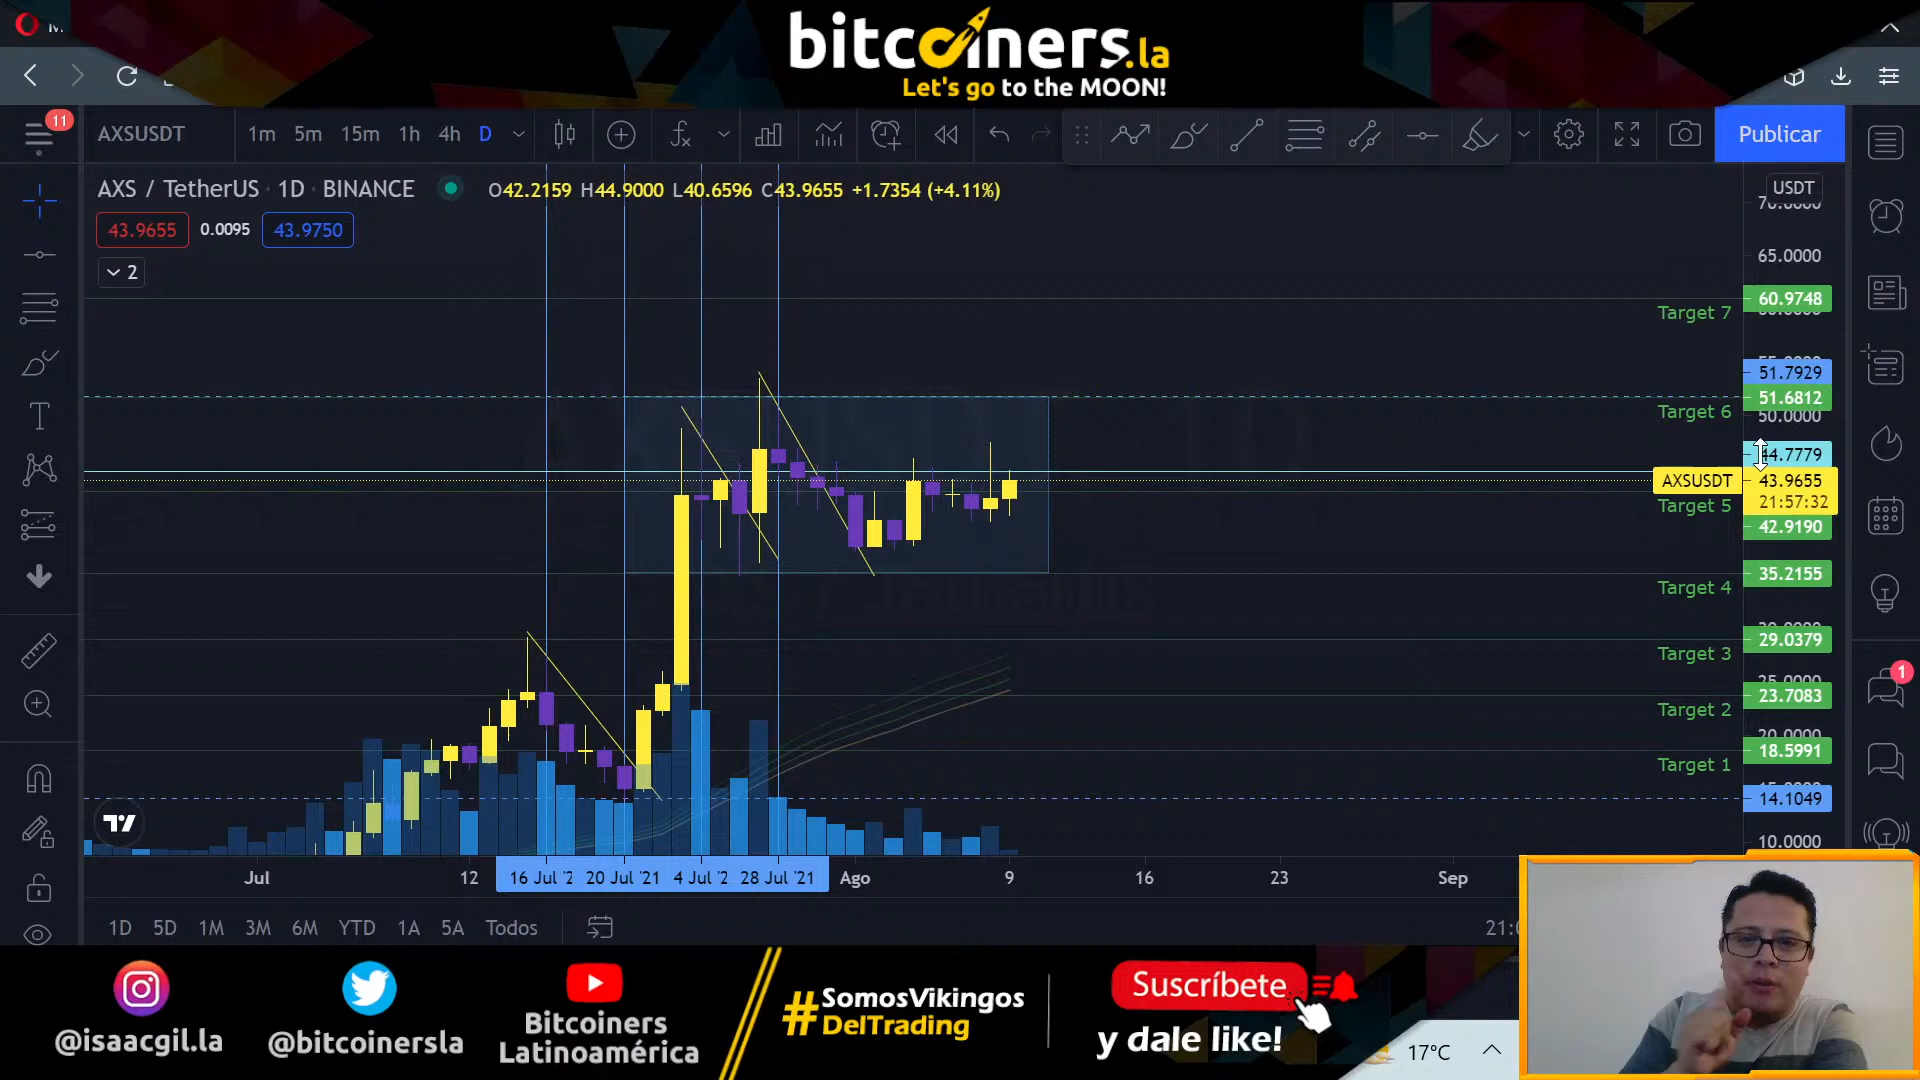 bitcoiners.la
Let's go to the MOON!
11
AXSUSDT
1m 5m 15m 1h 4h D
Publicar
AXS / TetherUS · 1D · BINANCE
O42.2159 H44.9000 L40.6596 C43.9655 +1.7354 (+4.11%)
USDT
43.9655 0.0095 43.9750
2
65.0000
60.9748
Target 7
51.7929
51.6812
Target 6
50.0000
44.7779
AXSUSDT 43.9655
21:57:32
Target 5
42.9190
35.2155
Target 4
29.0379
Target 3
1
23.7083
Target 2
18.5991
Target 1
14.1049
10.0000
Jul 12 16 Jul '2 20 Jul '21 4 Jul '2 28 Jul '21 Ago 9 16 23 Sep
1D 5D 1M 3M 6M YTD 1A 5A Todos
@isaacgil.la
@bitcoinersla
Bitcoiners
Latinoamérica
#SomosVikingos
DelTrading
Suscríbete
y dale like!
17°C